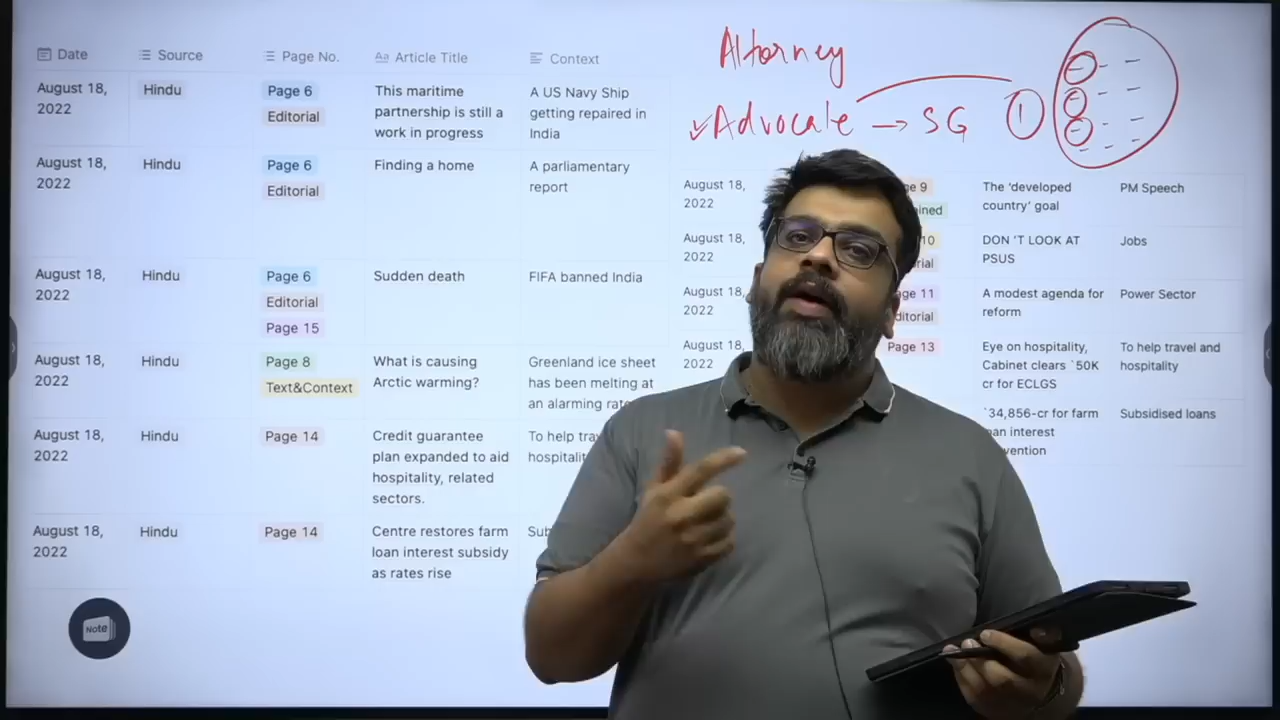 Date Source Page No. Article Title Context
August 18, 2022
Hindu
Page 6
Editorial
This maritime
partnership is still a
work in progress
A US Navy Ship
getting repaired in
India
August 18,
2022
Hindu
Page 6
Editorial
Finding a home
A parliamentary
report
August 18,
2022
Hindu
Page 6
Editorial
Page 15
Sudden death
FIFA banned India
August 18,
2022
Hindu
Page 8
Text&Context
What is causing
Arctic warming?
Greenland ice sheet
has been melting at
an alarming
August 18,
2022
Hindu
Page 14
Credit guarantee
plan expanded to aid
hospitality, related
sectors.
To help
August 18,
2022
Hindu
Page 14
Centre restores farm
loan interest subsidy
as rates rise
Note
Attorney
Advocate → SG 1
August 18,
2022
9
The ‘developed
country’ goal
PM Speech
August 18,
2022
10
DON ‘T LOOK AT
PSUS
Jobs
August 18,
2022
11
A modest agenda for
reform
Power Sector
August 18,
2022
Page 13
Eye on hospitality,
Cabinet clears `50K
cr for ECLGS
To help travel and
hospitality
`34,856-cr for farm
interest
Subsidised loans